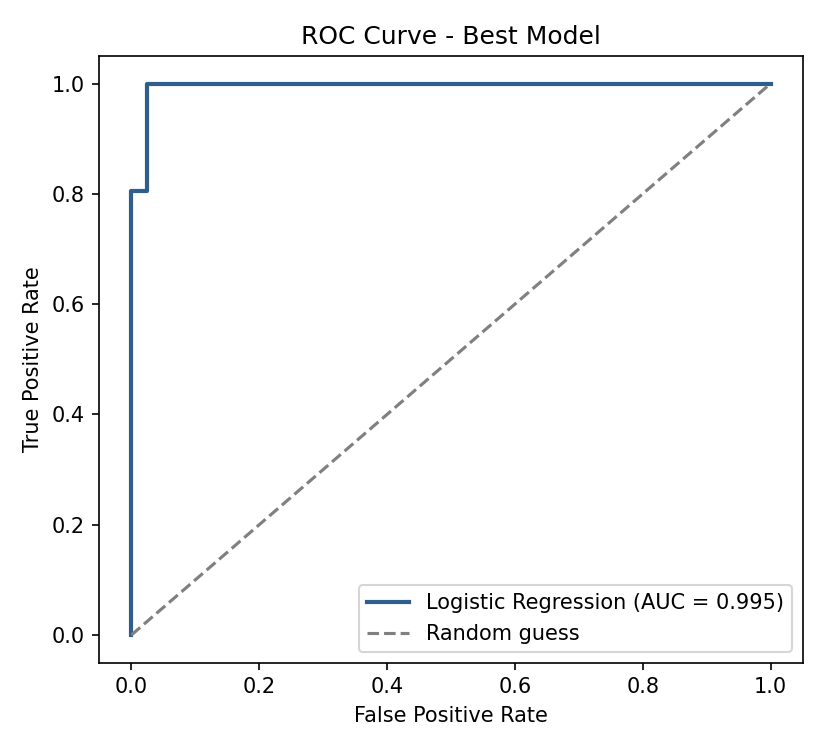 ROC Curve - Best Model
True Positive Rate
1.0
0.8
0.6
0.4
0.2
0.0
Logistic Regression (AUC = 0.995)
Random guess
0.0 0.2 0.4 0.6 0.8 1.0
False Positive Rate